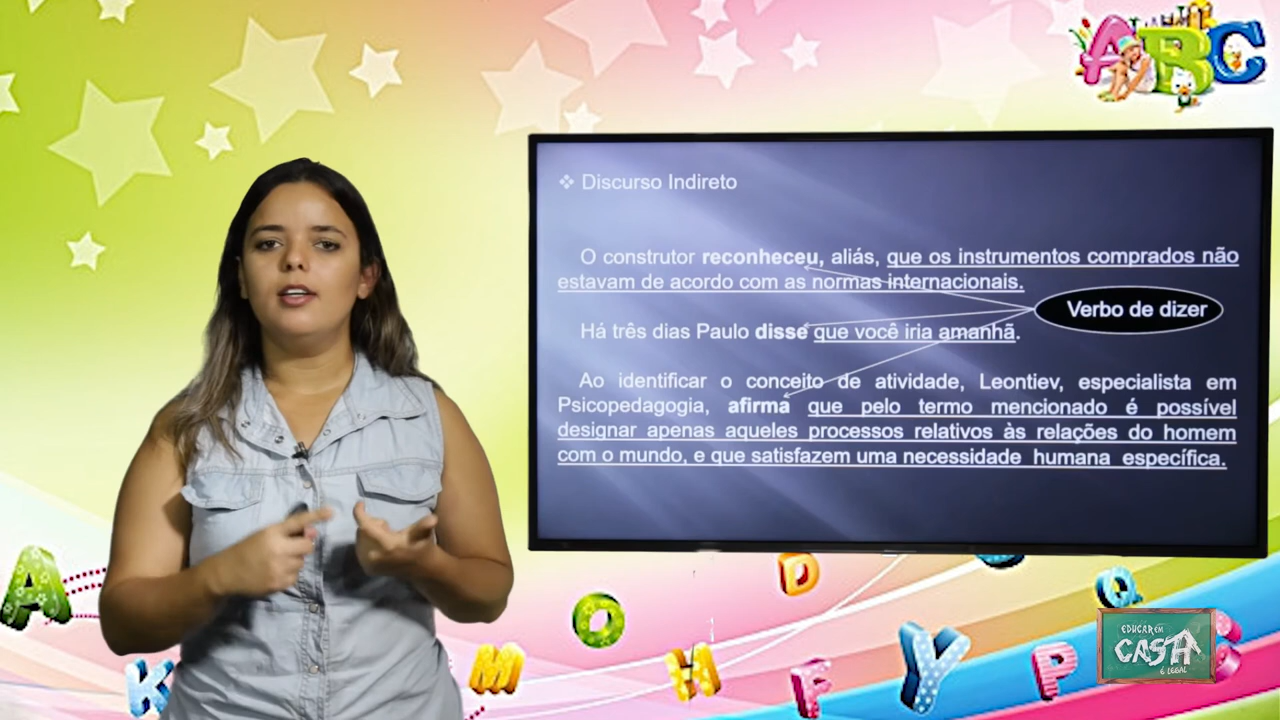 ABC
❖ Discurso Indireto
O construtor reconheceu, aliás, que os instrumentos comprados não
estavam de acordo com as normas internacionais.
Verbo de dizer
Há três dias Paulo disse que você iria amanhã.
Ao identificar o conceito de atividade, Leontiev, especialista em
Psicopedagogia, afirma que pelo termo mencionado é possível
designar apenas aqueles processos relativos às relações do homem
com o mundo, e que satisfazem uma necessidade humana específica.
A
D
Q
O
K
M
H
F
Y
P
EDUCAR EM
CASA
É LEGAL